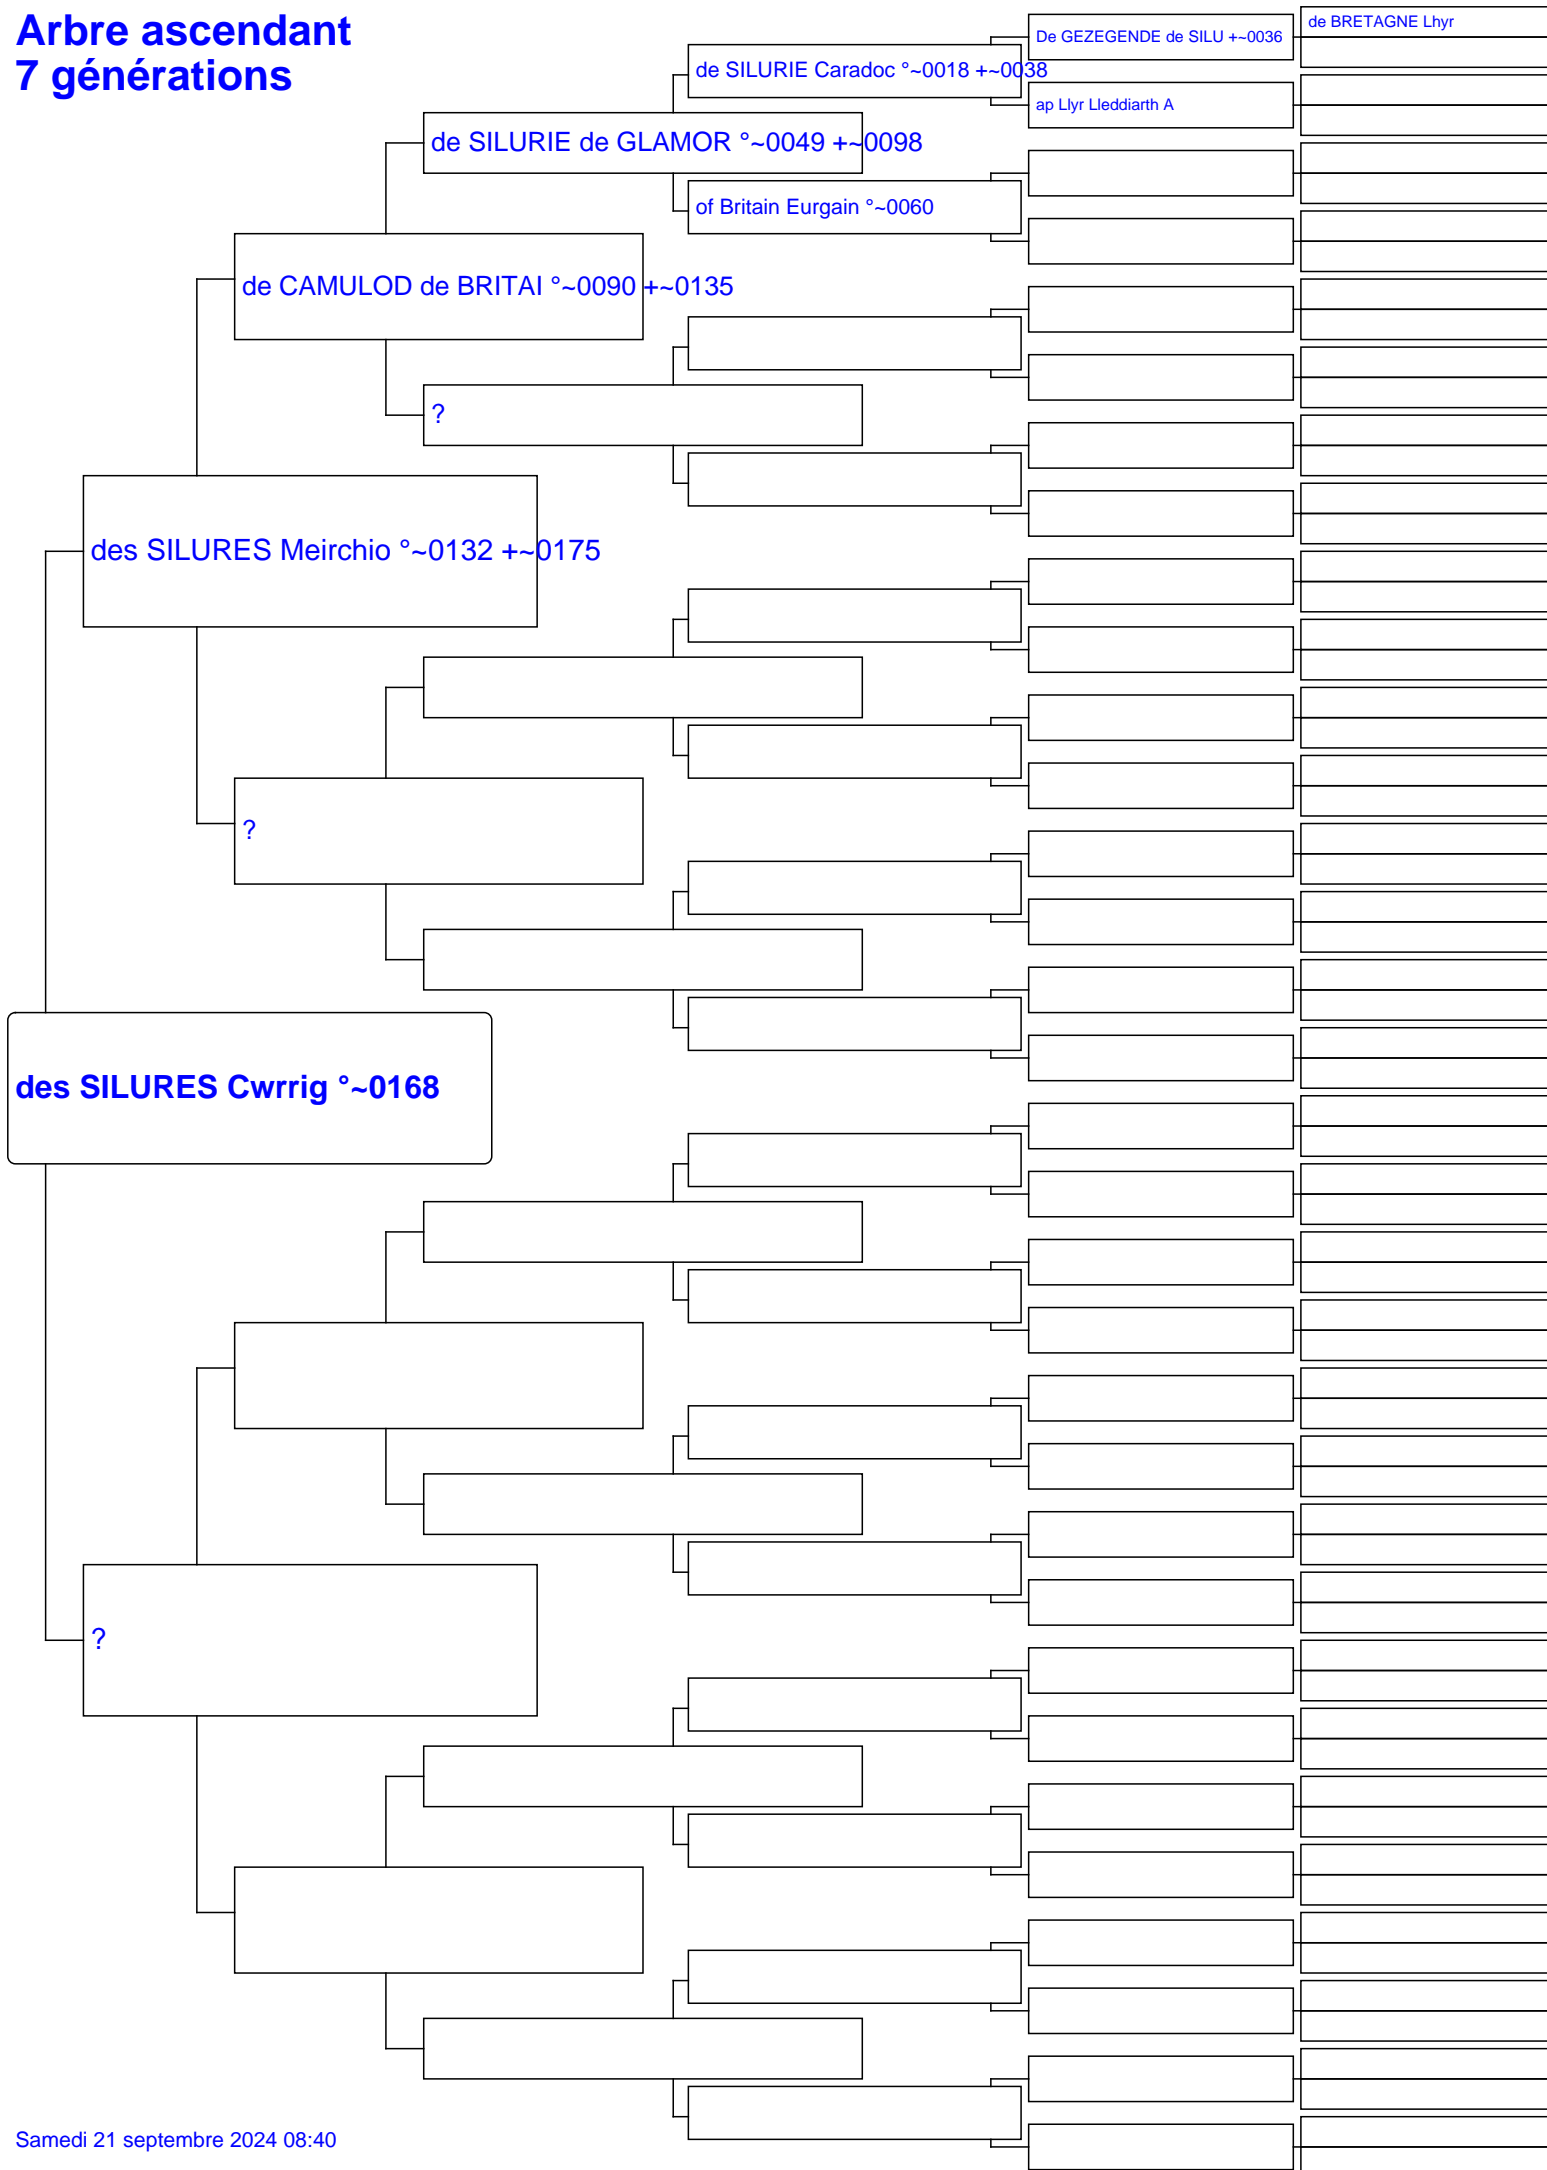 Arbre ascendant
7 générations
de BRETAGNE Lhyr
De GEZEGENDE de SILU +~0036
de SILURIE Caradoc °~0018 +~0038
ap Llyr Lleddiarth A
de SILURIE de GLAMOR °~0049 +~0098
of Britain Eurgain °~0060
de CAMULOD de BRITAI °~0090 +~0135
?
des SILURES Meirchio °~0132 +~0175
?
des SILURES Cwrrig °~0168
?
Samedi 21 septembre 2024 08:40